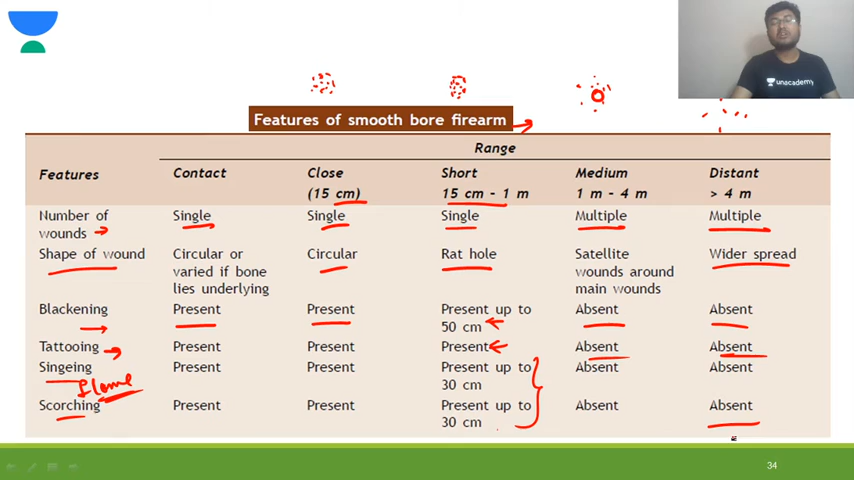 unacademy
Features of smooth bore firearm
Features
Range
Contact
Close
(15 cm)
Short
15 cm - 1 m
Medium
1 m - 4 m
Distant
> 4 m
Number of
wounds
Single
Single
Single
Multiple
Multiple
Shape of wound
Circular or
varied if bone
lies underlying
Circular
Rat hole
Satellite
wounds around
main wounds
Wider spread
Blackening
Present
Present
Present up to
50 cm
Absent
Absent
Tattooing
Present
Present
Present
Absent
Absent
Singeing
Present
Present
Present up to
30 cm
Absent
Absent
flame
Scorching
Present
Present
Present up to
30 cm
Absent
Absent
34